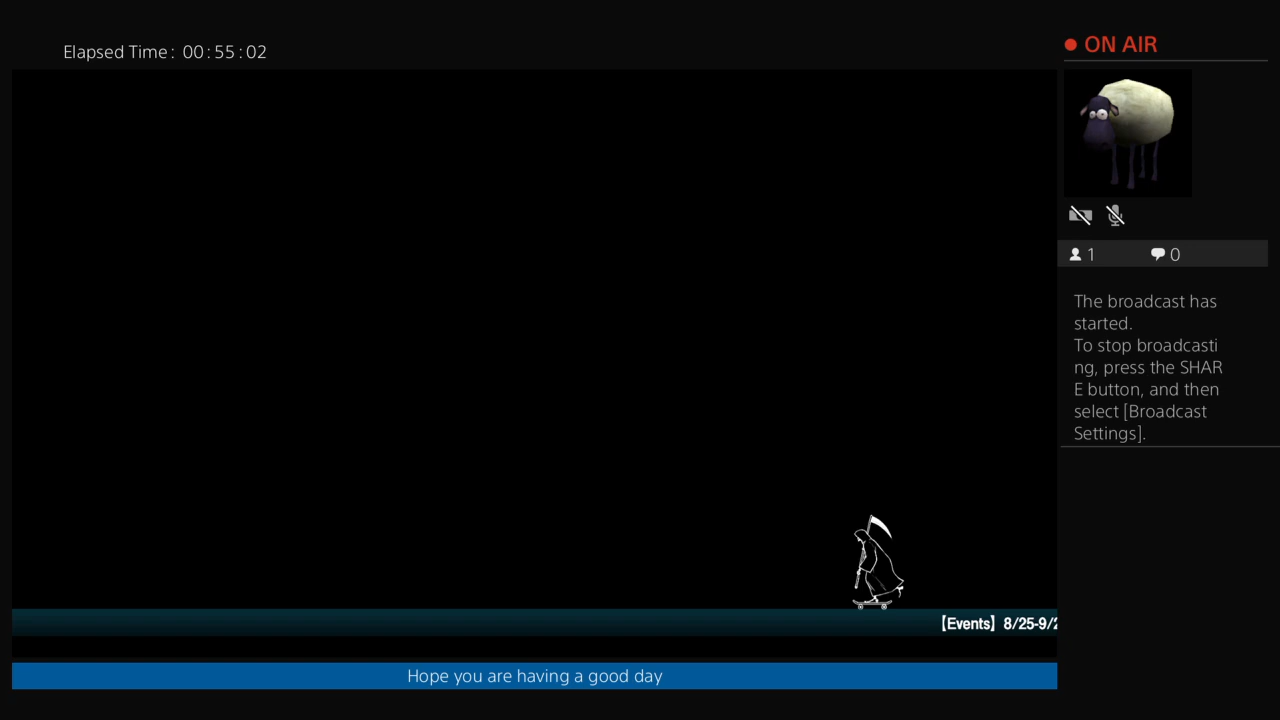 Elapsed Time: 00:55:02
ON AIR
1 0
The broadcast has
started.
To stop broadcasti
ng, press the SHAR
E button, and then
select [Broadcast
Settings].
【Events】8/25-9/2
Hope you are having a good day